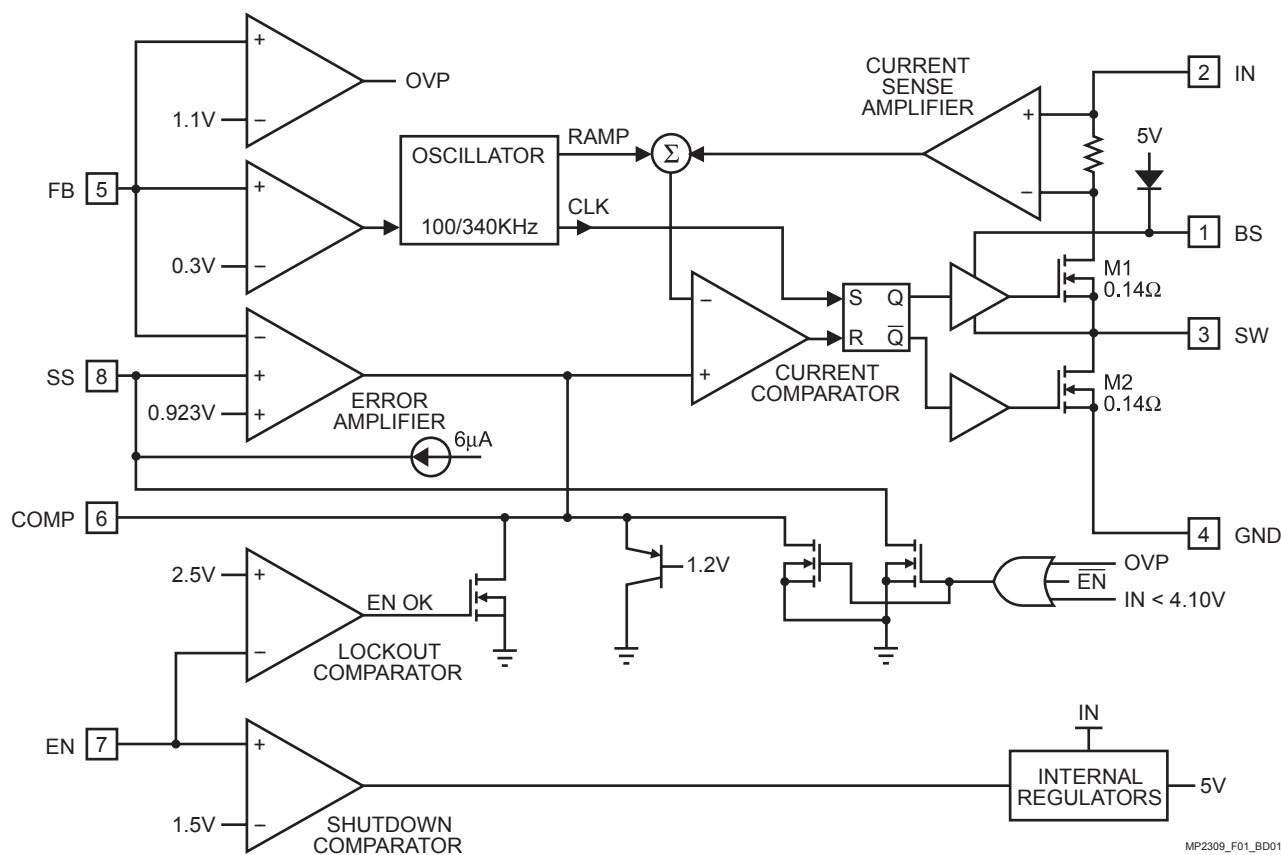 +
OVP
1.1V
−
FB
5
+
0.3V
−
OSCILLATOR
100/340KHz
RAMP
CLK
Σ
CURRENT
SENSE
AMPLIFIER
+
−
2
IN
5V
1
BS
M1
0.14Ω
3
SW
M2
0.14Ω
4
GND
−
+
CURRENT
COMPARATOR
S
Q
R
Q̅
SS
8
−
+
0.923V
+
ERROR
AMPLIFIER
6µA
COMP
6
2.5V
+
−
EN OK
LOCKOUT
COMPARATOR
1.2V
OVP
E̅N̅
IN < 4.10V
EN
7
+
1.5V
−
SHUTDOWN
COMPARATOR
IN
INTERNAL
REGULATORS
5V
MP2309_F01_BD01